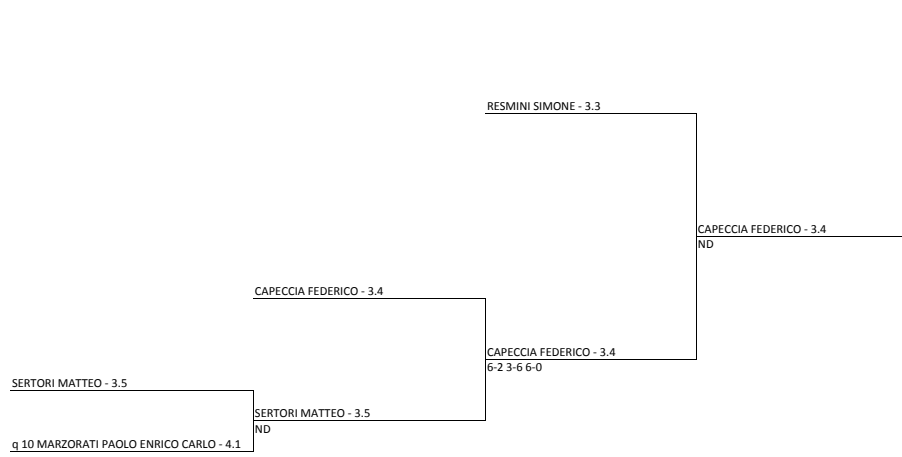 RESMINI SIMONE - 3.3
CAPECCIA FEDERICO - 3.4
ND
CAPECCIA FEDERICO - 3.4
CAPECCIA FEDERICO - 3.4
6-2 3-6 6-0
SERTORI MATTEO - 3.5
SERTORI MATTEO - 3.5
ND
q 10 MARZORATI PAOLO ENRICO CARLO - 4.1